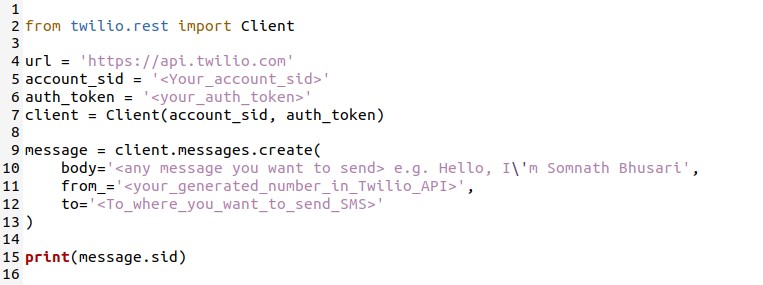 1
2 from twilio.rest import Client
3
4 url = 'https://api.twilio.com'
5 account_sid = '<Your_account_sid>'
6 auth_token = '<your_auth_token>'
7 client = Client(account_sid, auth_token)
8
9 message = client.messages.create(
10     body='<any message you want to send> e.g. Hello, I\'m Somnath Bhusari',
11     from_='<your_generated_number_in_Twilio_API>',
12     to='<To_where_you_want_to_send_SMS>'
13 )
14
15 print(message.sid)
16